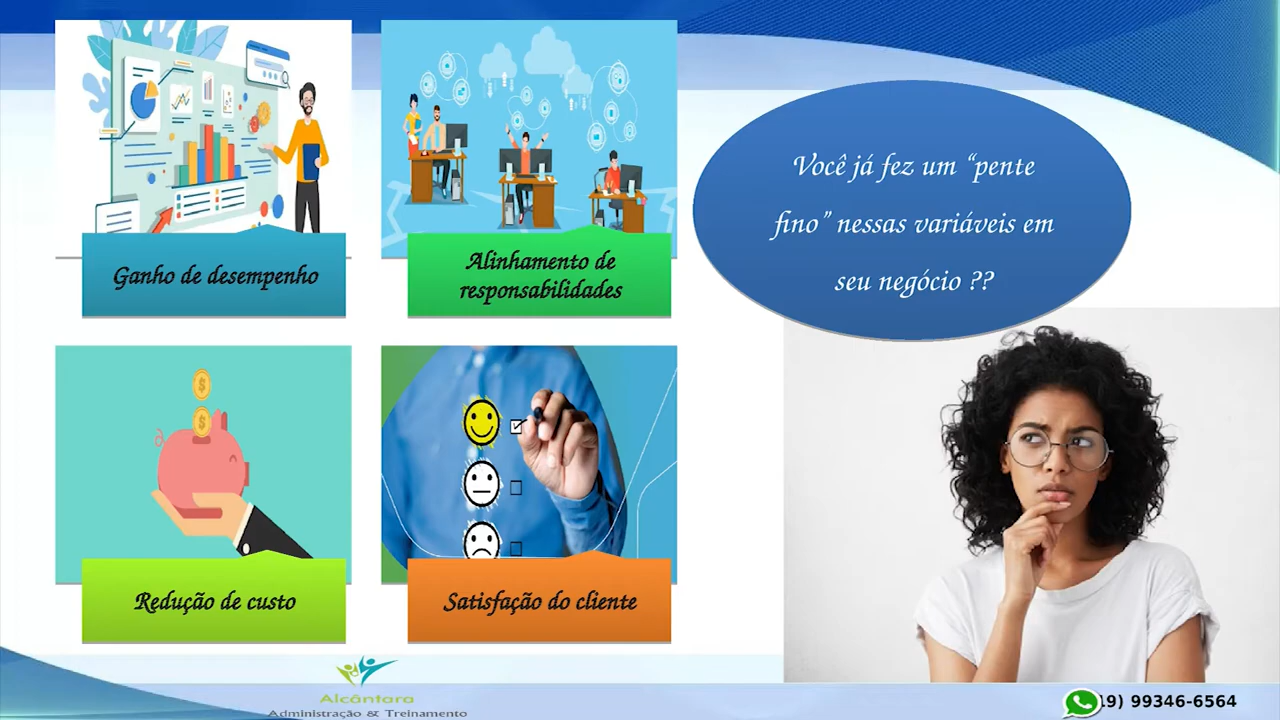 Ganho de desempenho
Alinhamento de
responsabilidades
Você já fez um “pente
fino” nessas variáveis em
seu negócio ??
Redução de custo
Satisfação do cliente
Alcântara
Administração & Treinamento
19) 99346-6564